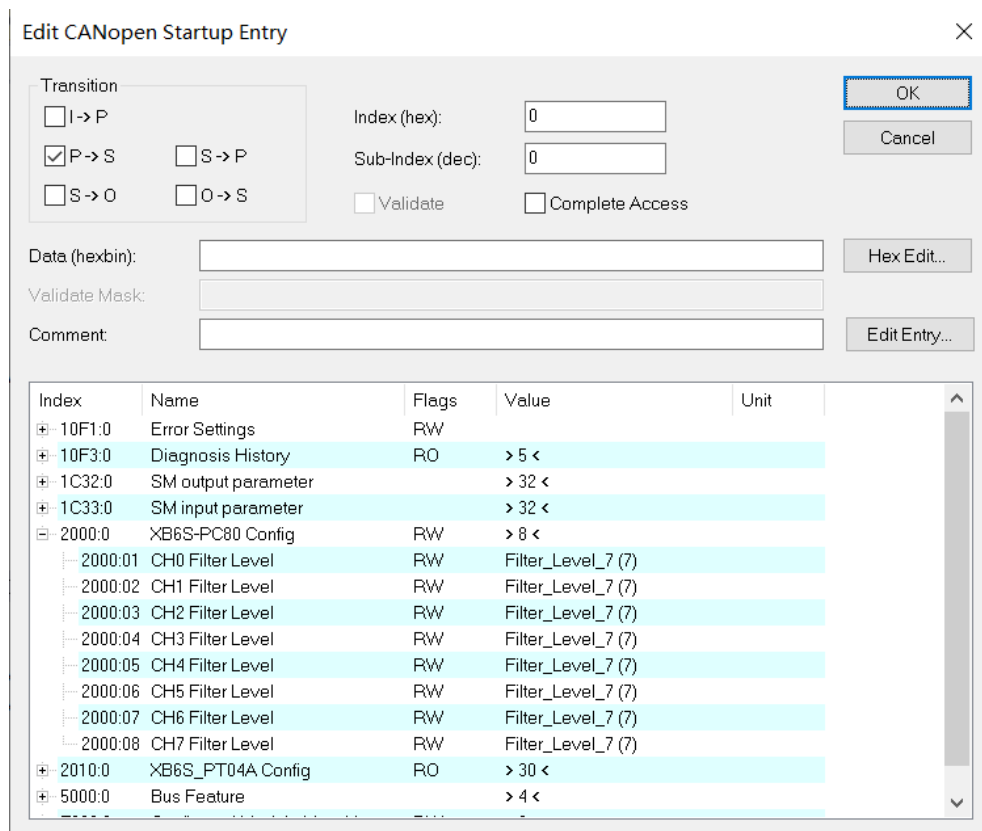 Edit CANopen Startup Entry
Transition
I -> P
P -> S
S -> P
S -> O
O -> S
Index (hex):
0
Sub-Index (dec):
0
Validate
Complete Access
OK
Cancel
Data (hexbin):
Hex Edit...
Validate Mask:
Comment:
Edit Entry...
Index Name Flags Value Unit
10F1:0 Error Settings RW
10F3:0 Diagnosis History RO > 5 <
1C32:0 SM output parameter > 32 <
1C33:0 SM input parameter > 32 <
2000:0 XB6S-PC80 Config RW > 8 <
2000:01 CH0 Filter Level RW Filter_Level_7 (7)
2000:02 CH1 Filter Level RW Filter_Level_7 (7)
2000:03 CH2 Filter Level RW Filter_Level_7 (7)
2000:04 CH3 Filter Level RW Filter_Level_7 (7)
2000:05 CH4 Filter Level RW Filter_Level_7 (7)
2000:06 CH5 Filter Level RW Filter_Level_7 (7)
2000:07 CH6 Filter Level RW Filter_Level_7 (7)
2000:08 CH7 Filter Level RW Filter_Level_7 (7)
2010:0 XB6S_PT04A Config RO > 30 <
5000:0 Bus Feature > 4 <